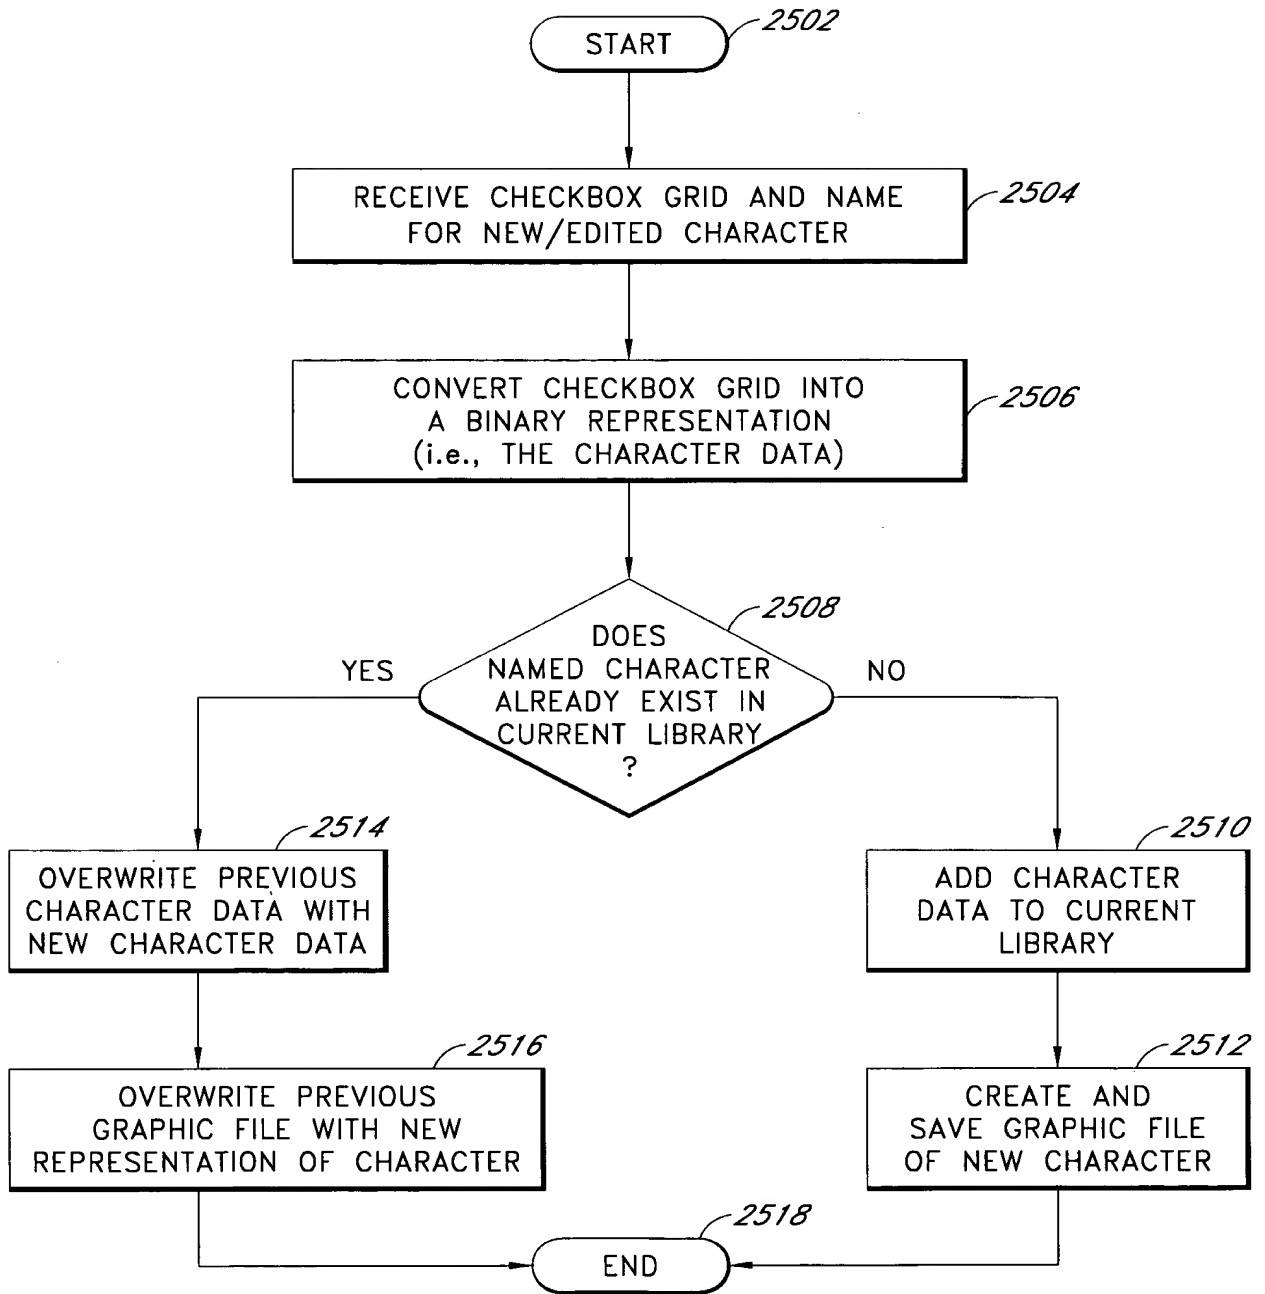 START
2502
RECEIVE CHECKBOX GRID AND NAME
FOR NEW/EDITED CHARACTER
2504
CONVERT CHECKBOX GRID INTO
A BINARY REPRESENTATION
(i.e., THE CHARACTER DATA)
2506
2508
DOES
NAMED CHARACTER
ALREADY EXIST IN
CURRENT LIBRARY
?
YES
NO
2514
OVERWRITE PREVIOUS
CHARACTER DATA WITH
NEW CHARACTER DATA
2510
ADD CHARACTER
DATA TO CURRENT
LIBRARY
2516
OVERWRITE PREVIOUS
GRAPHIC FILE WITH NEW
REPRESENTATION OF CHARACTER
2512
CREATE AND
SAVE GRAPHIC FILE
OF NEW CHARACTER
2518
END